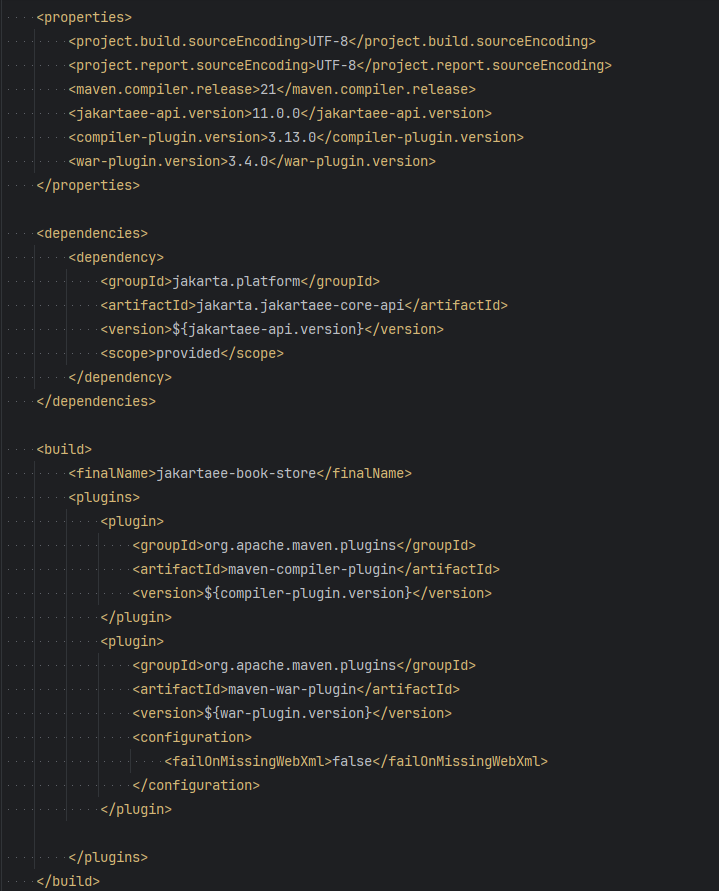 <properties>
<project.build.sourceEncoding>UTF-8</project.build.sourceEncoding>
<project.report.sourceEncoding>UTF-8</project.report.sourceEncoding>
<maven.compiler.release>21</maven.compiler.release>
<jakartaee-api.version>11.0.0</jakartaee-api.version>
<compiler-plugin.version>3.13.0</compiler-plugin.version>
<war-plugin.version>3.4.0</war-plugin.version>
</properties>
<dependencies>
<dependency>
<groupId>jakarta.platform</groupId>
<artifactId>jakarta.jakartaee-core-api</artifactId>
<version>${jakartaee-api.version}</version>
<scope>provided</scope>
</dependency>
</dependencies>
<build>
<finalName>jakartaee-book-store</finalName>
<plugins>
<plugin>
<groupId>org.apache.maven.plugins</groupId>
<artifactId>maven-compiler-plugin</artifactId>
<version>${compiler-plugin.version}</version>
</plugin>
<plugin>
<groupId>org.apache.maven.plugins</groupId>
<artifactId>maven-war-plugin</artifactId>
<version>${war-plugin.version}</version>
<configuration>
<failOnMissingWebXml>false</failOnMissingWebXml>
</configuration>
</plugin>
</plugins>
</build>